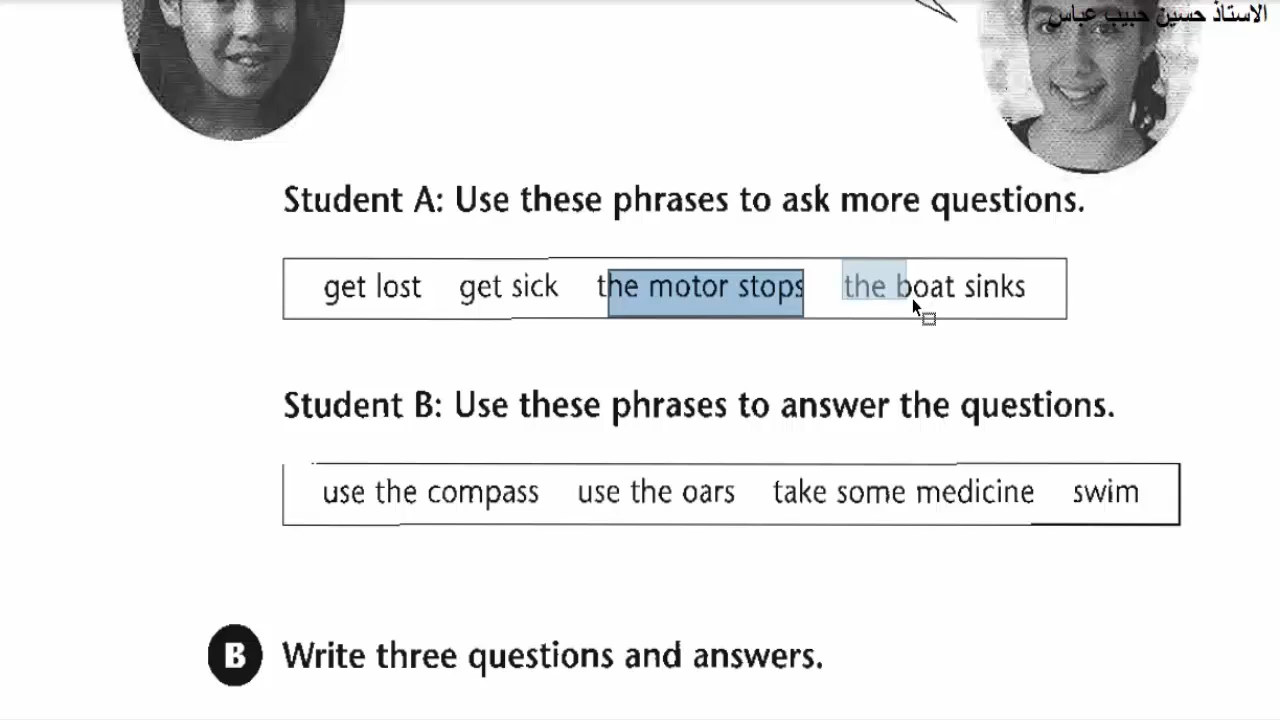 الاستاذ حسين حبيب عباس
Student A: Use these phrases to ask more questions.
get lost get sick the motor stops the boat sinks
Student B: Use these phrases to answer the questions.
use the compass use the oars take some medicine swim
B Write three questions and answers.